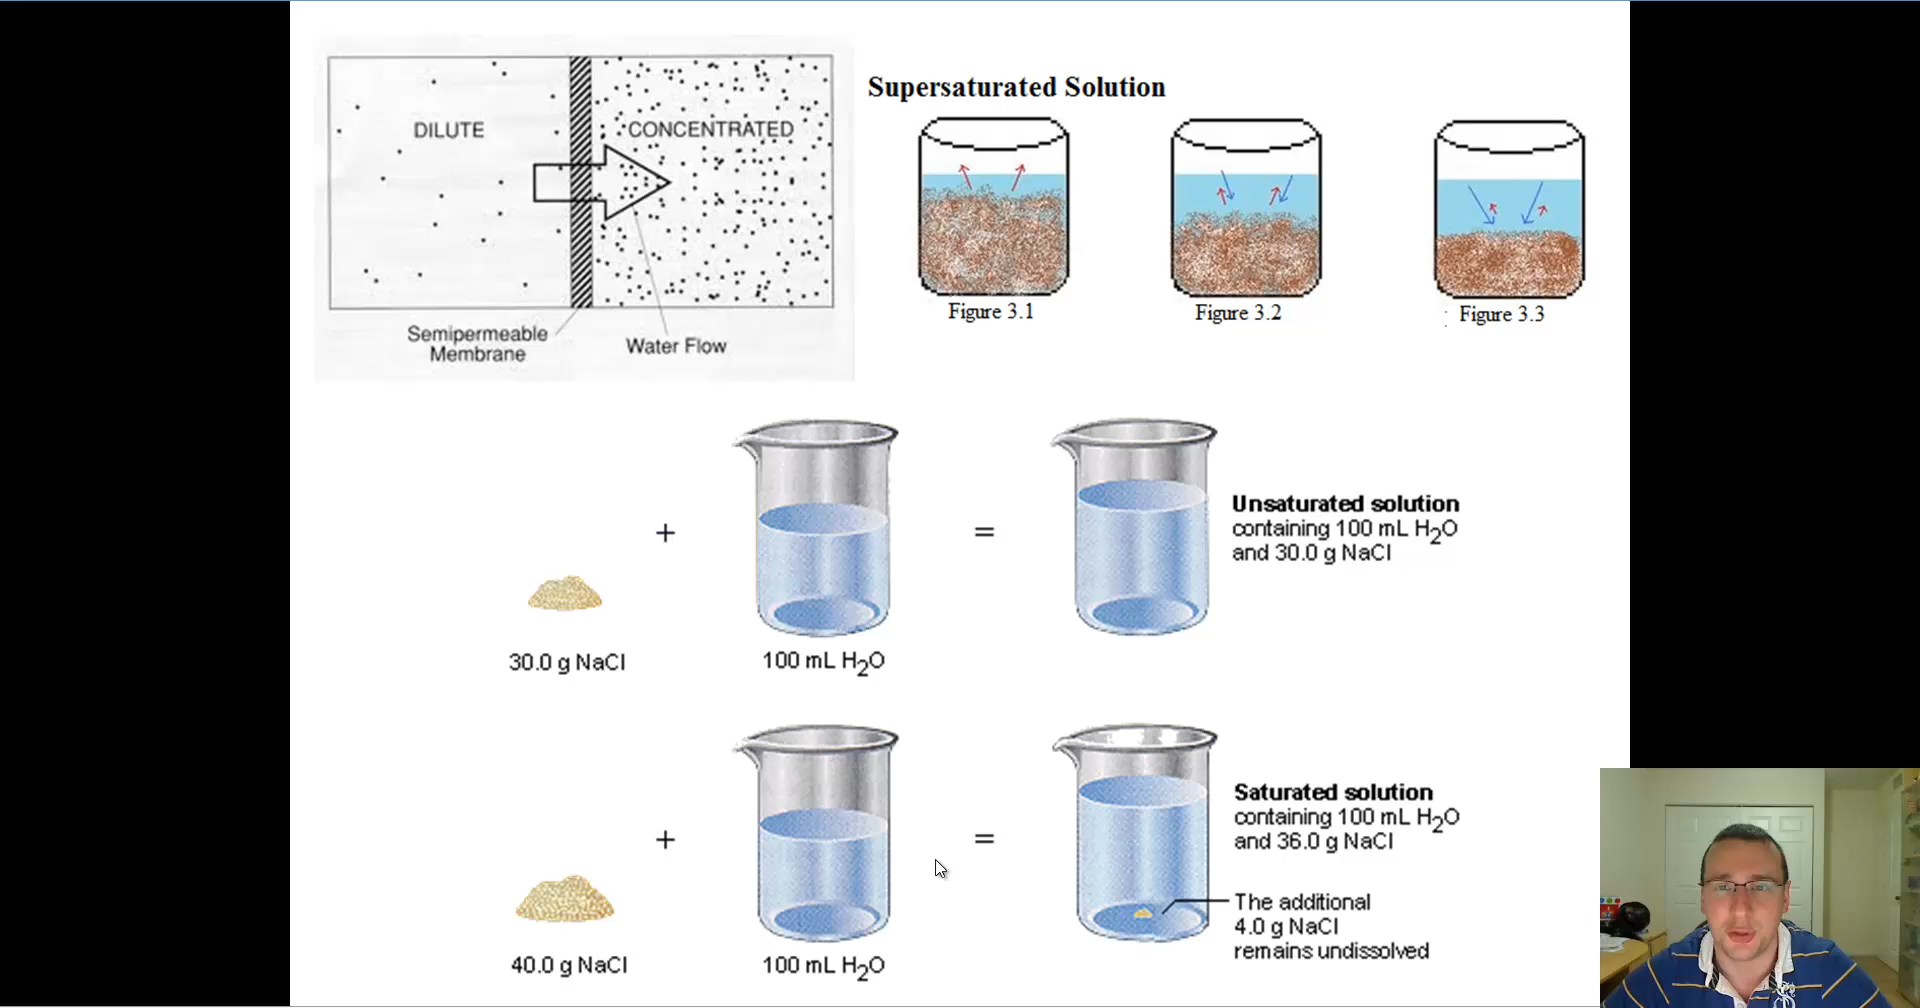 DILUTE
CONCENTRATED
Semipermeable
Membrane
Water Flow
Supersaturated Solution
Figure 3.1
Figure 3.2
: Figure 3.3
+
=
Unsaturated solution
containing 100 mL H₂O
and 30.0 g NaCl
30.0 g NaCl
100 mL H₂O
+
=
Saturated solution
containing 100 mL H₂O
and 36.0 g NaCl
The additional
4.0 g NaCl
remains undissolved
40.0 g NaCl
100 mL H₂O